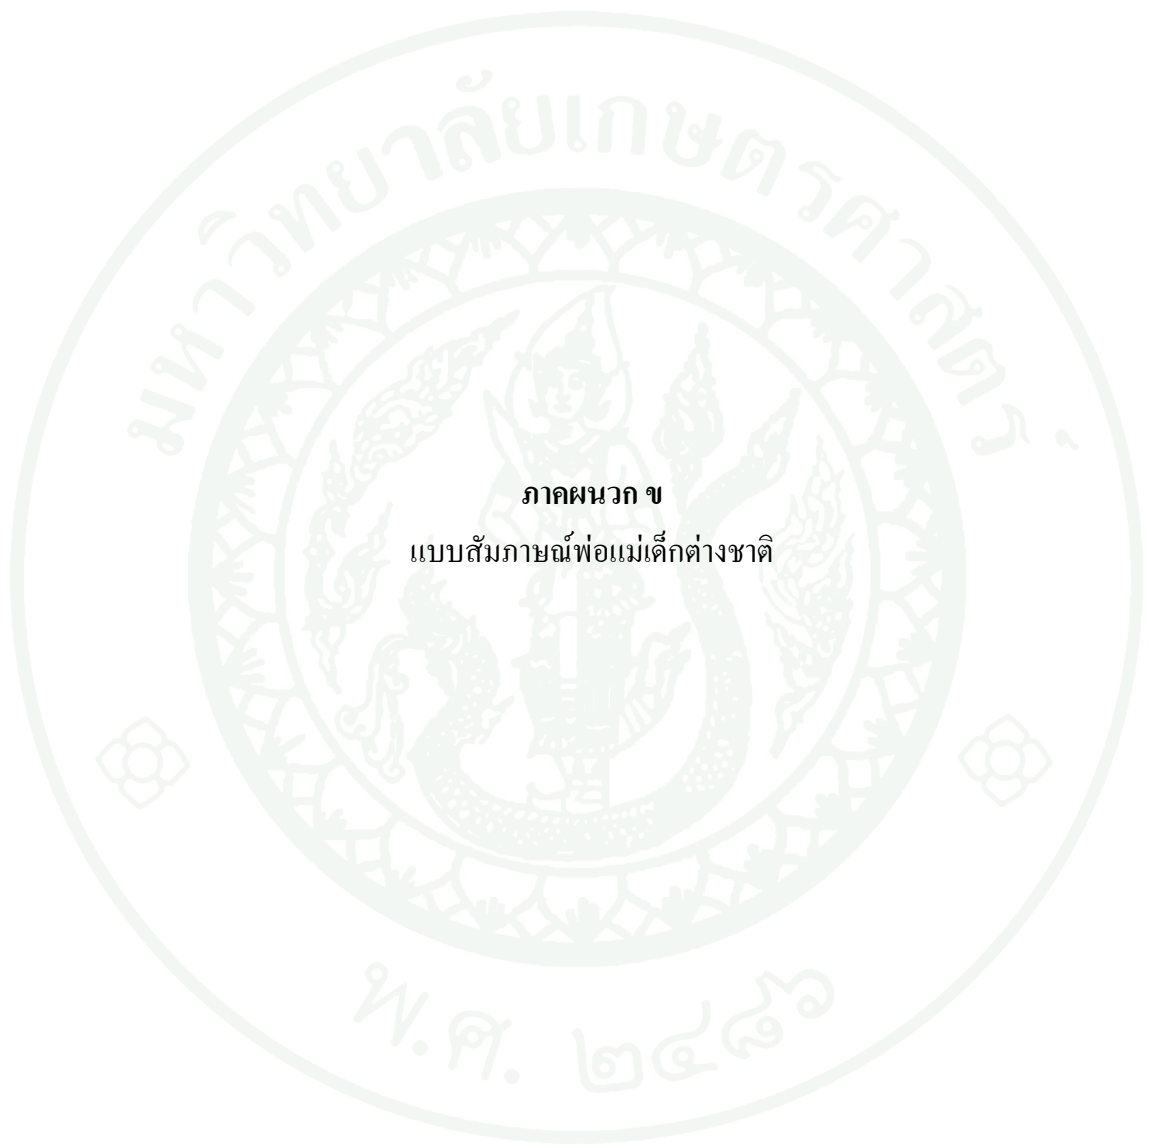 มหาวิทยาลัยเกษตรศาสตร์
ภาคผนวก ข
แบบสัมภาษณ์พ่อแม่เด็กต่างชาติ
พ.ศ. ๒๔๘๖